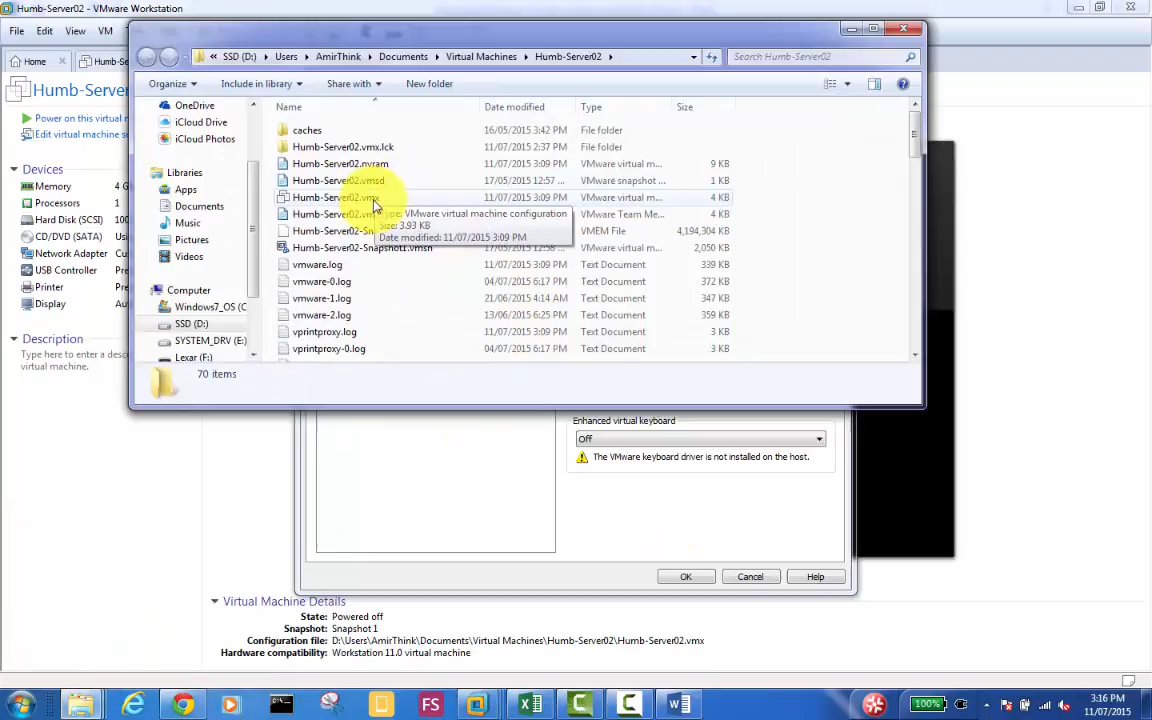 Humb-Server02 - VMware Workstation
File Edit View VM
Home Humb-Se
« SSD (D:) Users AmirThink Documents Virtual Machines Humb-Server02
Search Humb-Server02
Organize Include in library Share with New folder
Humb-Server
Power on this virtual m
Edit virtual machine se
Devices
Memory 4
Processors
Hard Disk (SCSI)
CD/DVD (SATA)
Network Adapter
USB Controller
Printer
Display
Description
Type here to enter a desc
virtual machine.
OneDrive
iCloud Drive
iCloud Photos
Libraries
Apps
Documents
Music
Pictures
Videos
Computer
Windows7_OS (C
SSD (D:)
SYSTEM_DRV (E:
Lexar (F:)
Name Date modified Type Size
caches 16/05/2015 3:42 PM File folder
Humb-Server02.vmx.lck 11/07/2015 2:37 PM File folder
Humb-Server02.nvram 11/07/2015 3:09 PM VMware virtual m... 9 KB
Humb-Server02.vmsd 17/05/2015 12:57 ... VMware snapshot ... 1 KB
Humb-Server02.vmx 11/07/2015 3:09 PM VMware virtual m... 4 KB
VMware Team Me... 4 KB
Type: VMware virtual machine configuration
Size: 3.93 KB
Date modified: 11/07/2015 3:09 PM
VMEM File 4,194,304 KB
Humb-Server02-Snapshot1.vmsn 17/05/2015 12:58 ... VMware virtual m... 2,050 KB
vmware.log 11/07/2015 3:09 PM Text Document 339 KB
vmware-0.log 04/07/2015 6:17 PM Text Document 372 KB
vmware-1.log 21/06/2015 4:14 AM Text Document 347 KB
vmware-2.log 13/06/2015 6:25 PM Text Document 359 KB
vprintproxy.log 11/07/2015 3:09 PM Text Document 3 KB
vprintproxy-0.log 04/07/2015 6:17 PM Text Document 3 KB
70 items
Enhanced virtual keyboard
Off
The VMware keyboard driver is not installed on the host.
OK Cancel Help
Virtual Machine Details
State: Powered off
Snapshot: Snapshot 1
Configuration file: D:\Users\AmirThink\Documents\Virtual Machines\Humb-Server02\Humb-Server02.vmx
Hardware compatibility: Workstation 11.0 virtual machine
FS
100%
3:16 PM
11/07/2015